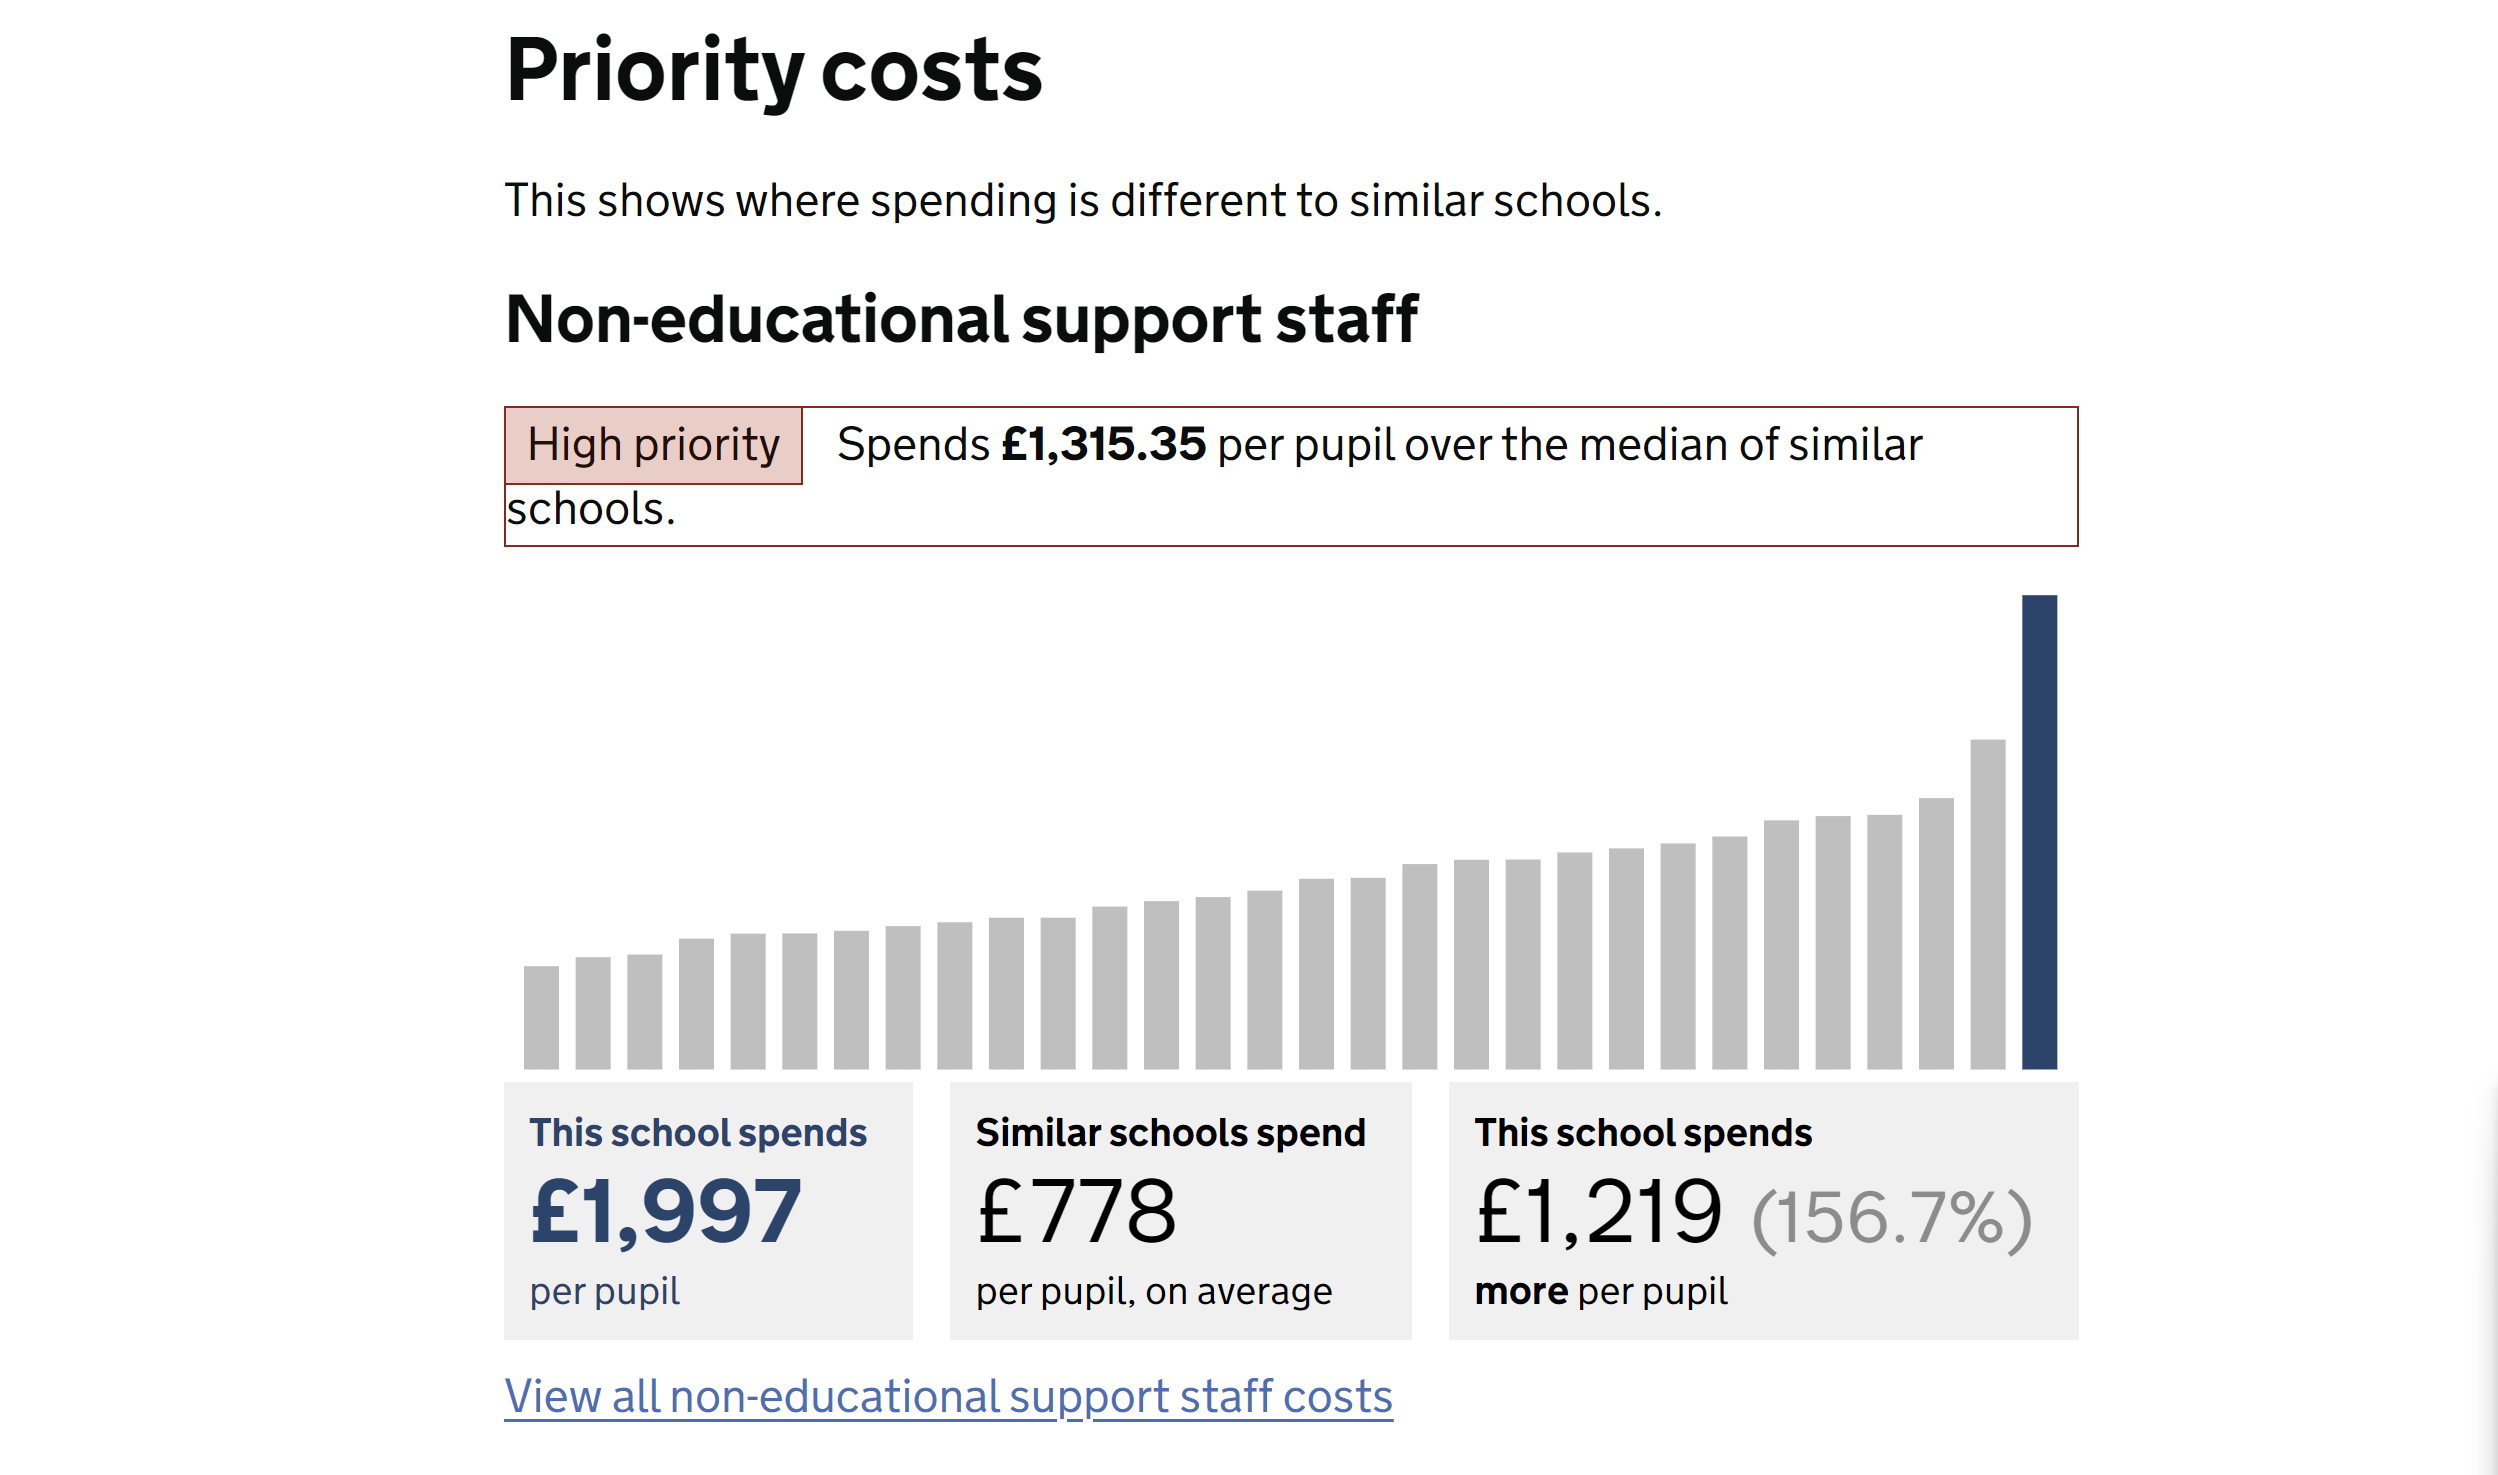 Priority costs
This shows where spending is different to similar schools.
Non-educational support staff
High priority Spends £1,315.35 per pupil over the median of similar
schools.
This school spends
£1,997
per pupil
Similar schools spend
£778
per pupil, on average
This school spends
£1,219 (156.7%)
more per pupil
View all non-educational support staff costs